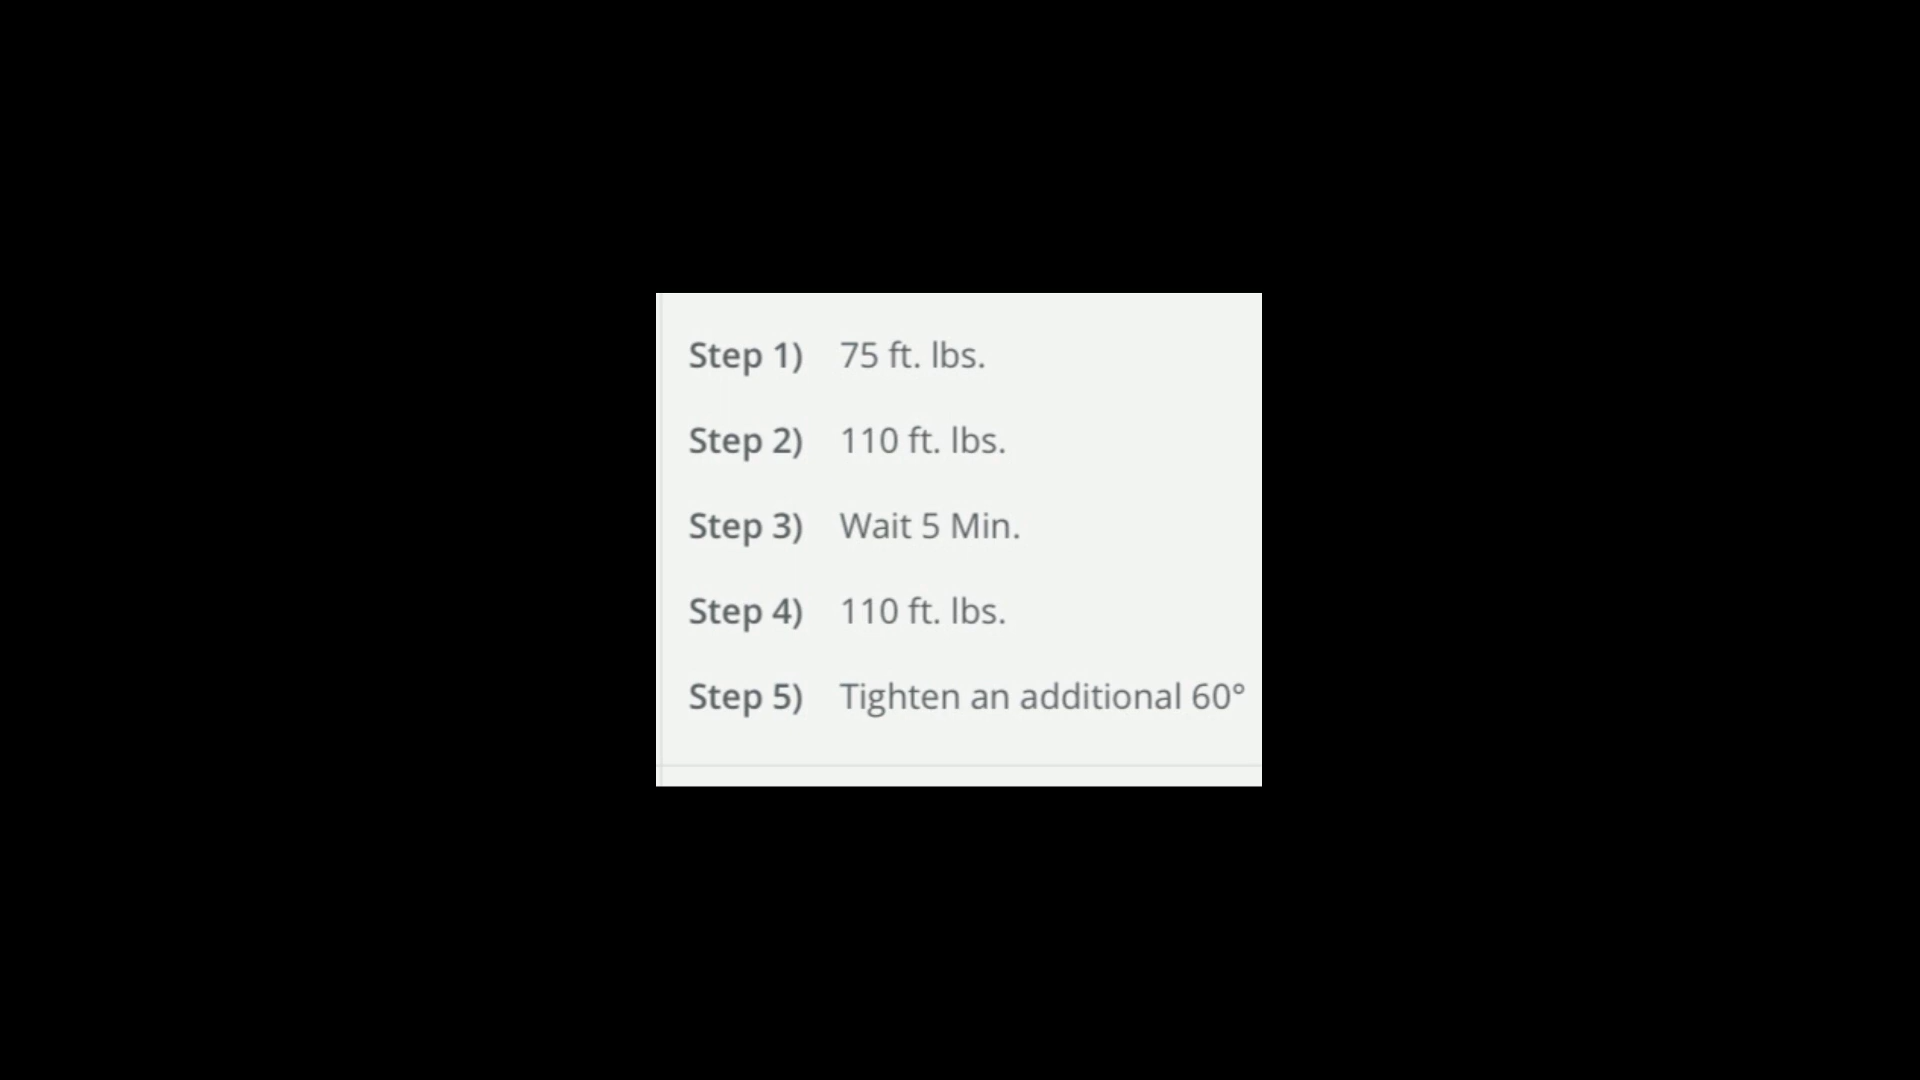 Step 1) 75 ft. lbs.
Step 2) 110 ft. lbs.
Step 3) Wait 5 Min.
Step 4) 110 ft. lbs.
Step 5) Tighten an additional 60°